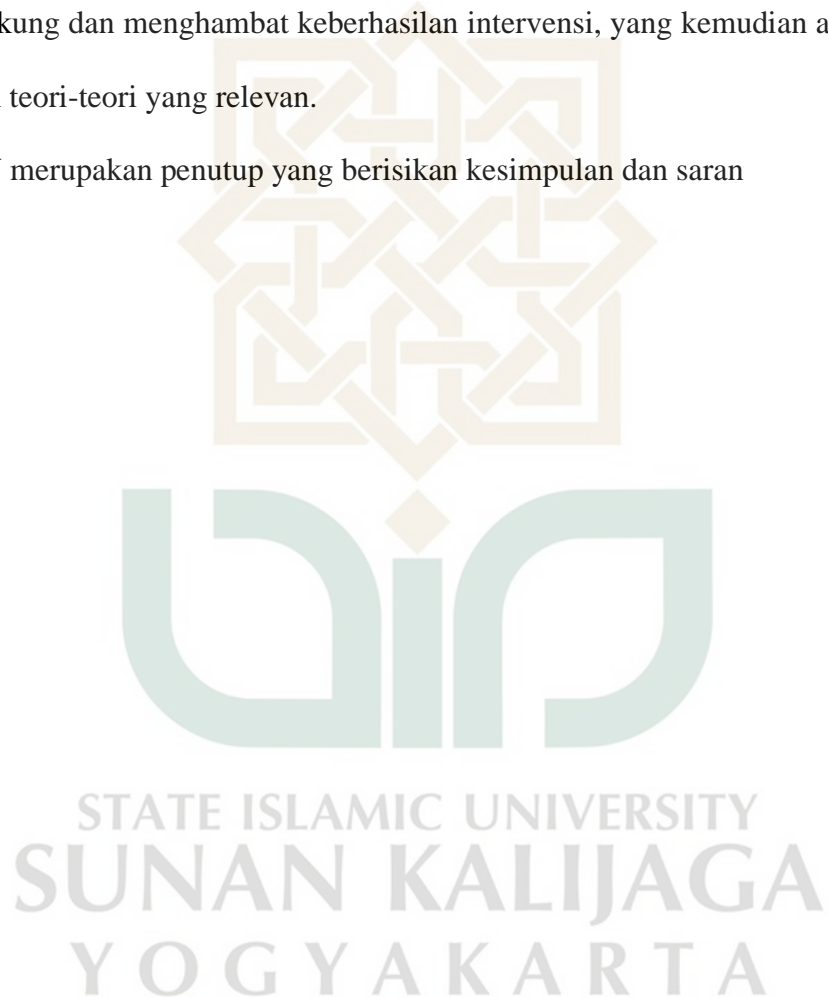 kung dan menghambat keberhasilan intervensi, yang kemudian a
teori-teori yang relevan.
merupakan penutup yang berisikan kesimpulan dan saran
STATE ISLAMIC UNIVERSITY
SUNAN KALIJAGA
YOGYAKARTA